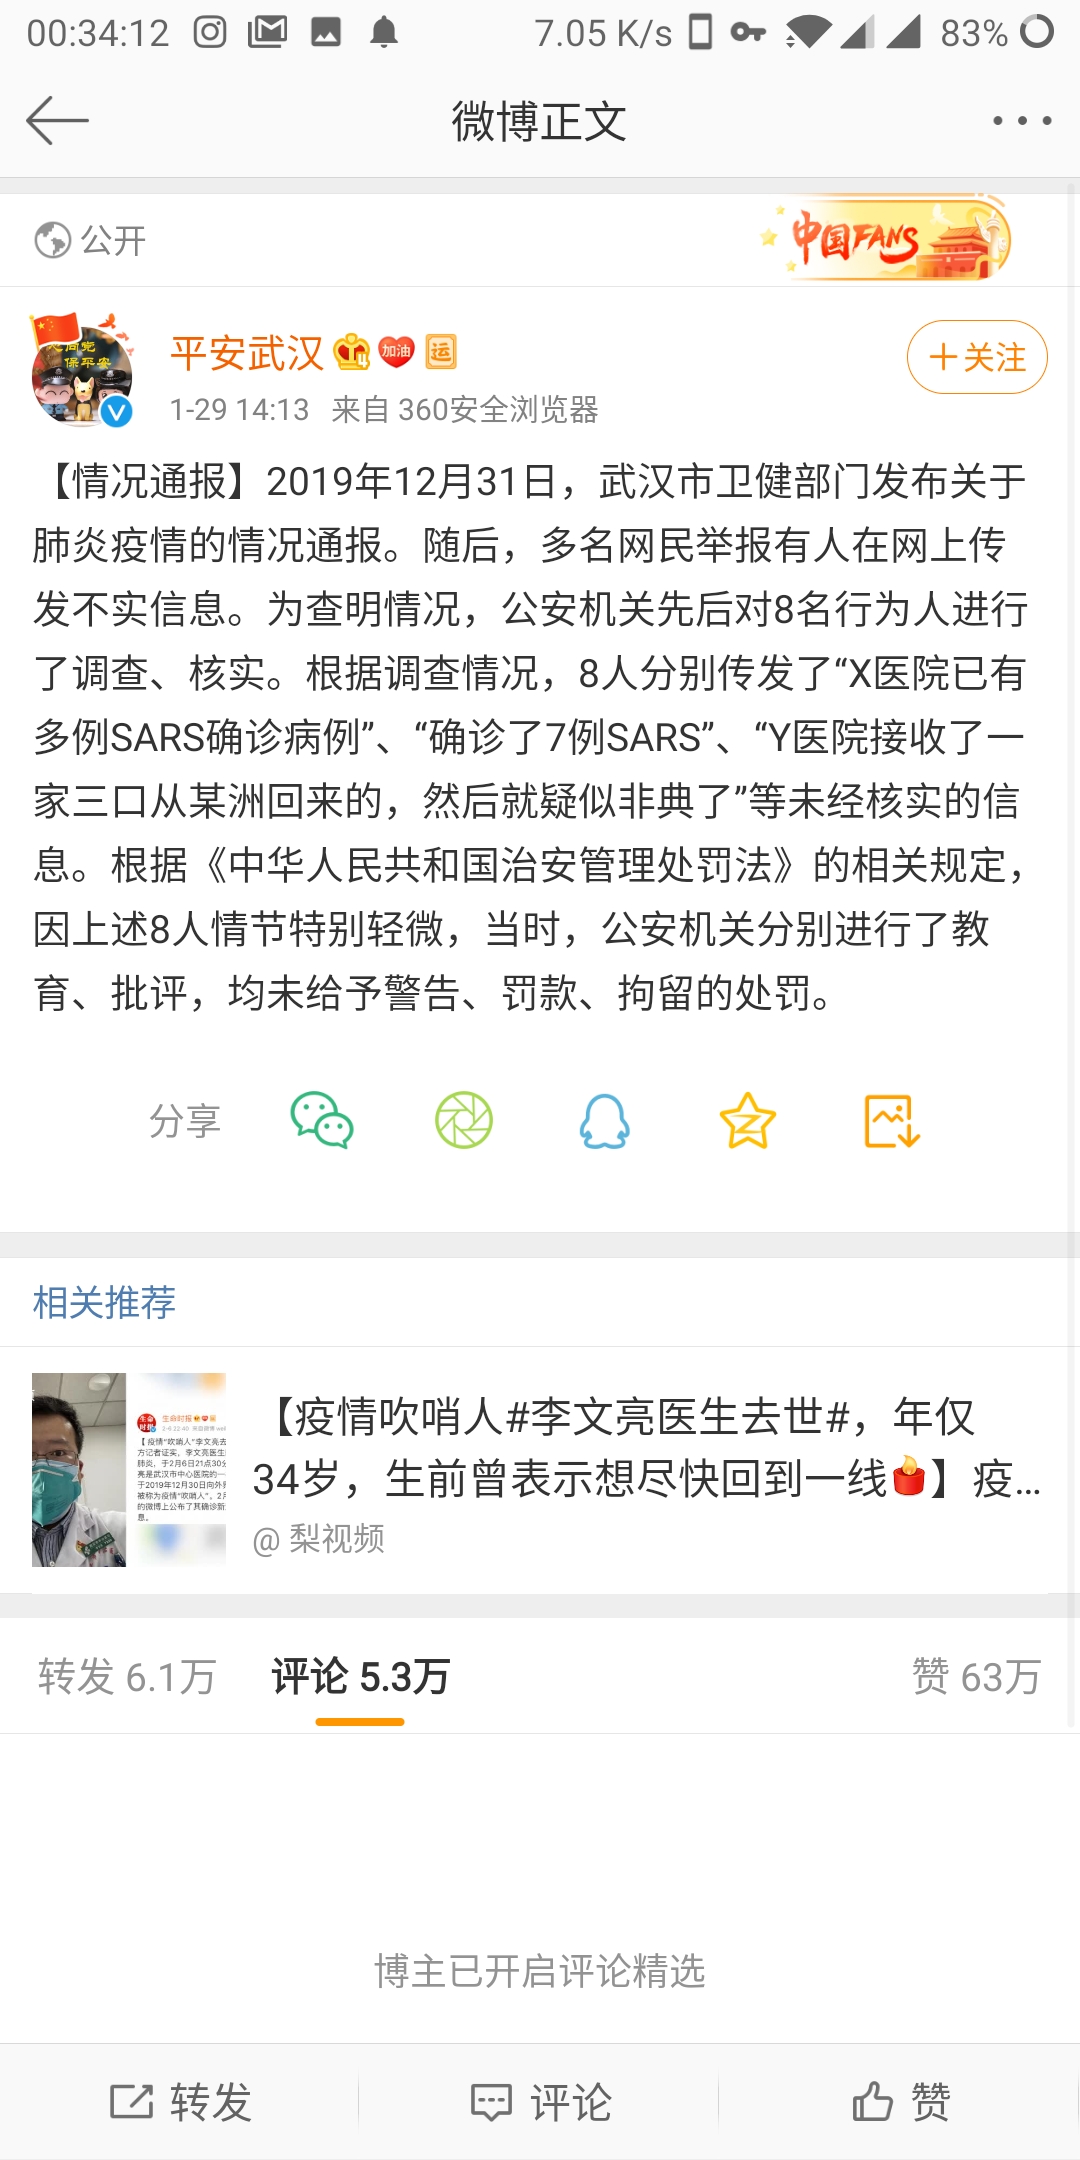 00:34:12 7.05 K/s 83%
微博正文
公开
中国FANS
平安武汉 加油 运
＋关注
1-29 14:13 来自 360安全浏览器
【情况通报】2019年12月31日，武汉市卫健部门发布关于
肺炎疫情的情况通报。随后，多名网民举报有人在网上传
发不实信息。为查明情况，公安机关先后对8名行为人进行
了调查、核实。根据调查情况，8人分别传发了“X医院已有
多例SARS确诊病例”、“确诊了7例SARS”、“Y医院接收了一
家三口从某洲回来的，然后就疑似非典了”等未经核实的信
息。根据《中华人民共和国治安管理处罚法》的相关规定，
因上述8人情节特别轻微，当时，公安机关分别进行了教
育、批评，均未给予警告、罚款、拘留的处罚。
分享
相关推荐
【疫情吹哨人#李文亮医生去世#，年仅
34岁，生前曾表示想尽快回到一线🕯】疫...
@ 梨视频
转发 6.1万 评论 5.3万 赞 63万
博主已开启评论精选
转发 评论 赞